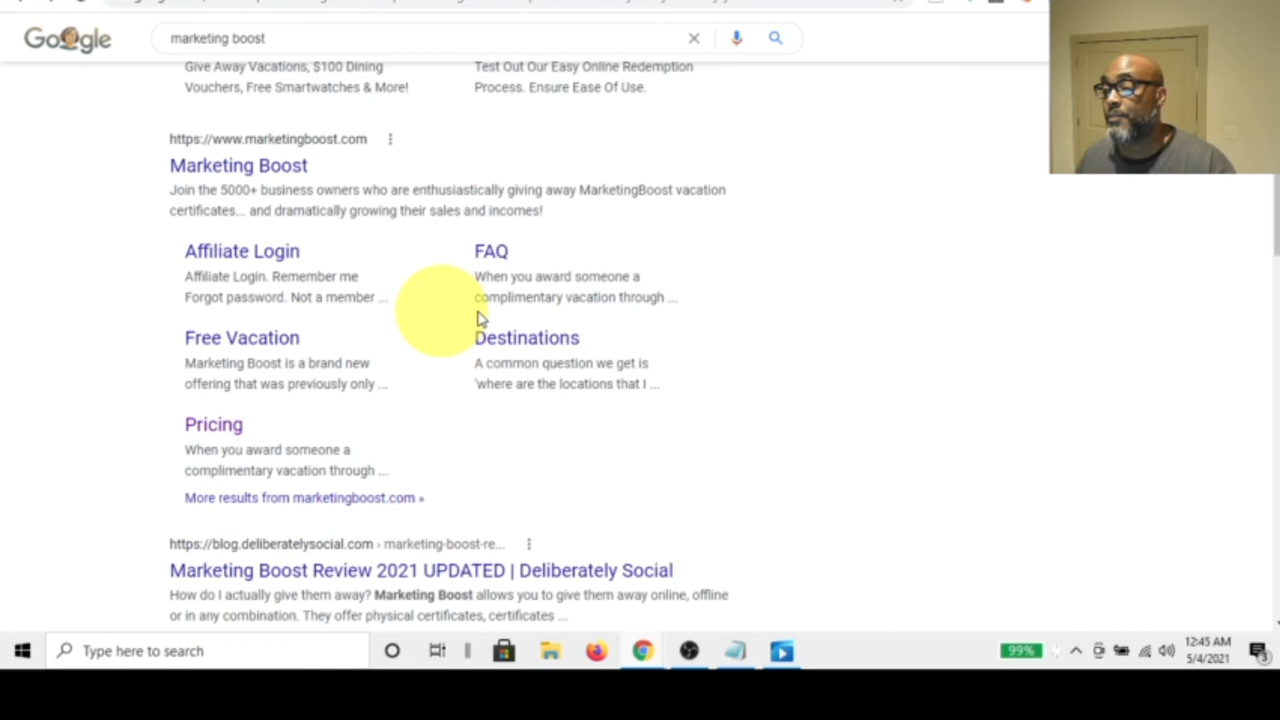 Google
marketing boost
Give Away Vacations, $100 Dining
Vouchers, Free Smartwatches & More!
Test Out Our Easy Online Redemption
Process. Ensure Ease Of Use.
https://www.marketingboost.com
Marketing Boost
Join the 5000+ business owners who are enthusiastically giving away MarketingBoost vacation
certificates... and dramatically growing their sales and incomes!
Affiliate Login
Affiliate Login. Remember me
Forgot password. Not a member ...
FAQ
When you award someone a
complimentary vacation through ...
Free Vacation
Marketing Boost is a brand new
offering that was previously only ...
Destinations
A common question we get is
'where are the locations that I ...
Pricing
When you award someone a
complimentary vacation through ...
More results from marketingboost.com »
https://blog.deliberatelysocial.com › marketing-boost-re...
Marketing Boost Review 2021 UPDATED | Deliberately Social
How do I actually give them away? Marketing Boost allows you to give them away online, offline
or in any combination. They offer physical certificates, certificates ...
Type here to search
99%
12:45 AM
5/4/2021
3